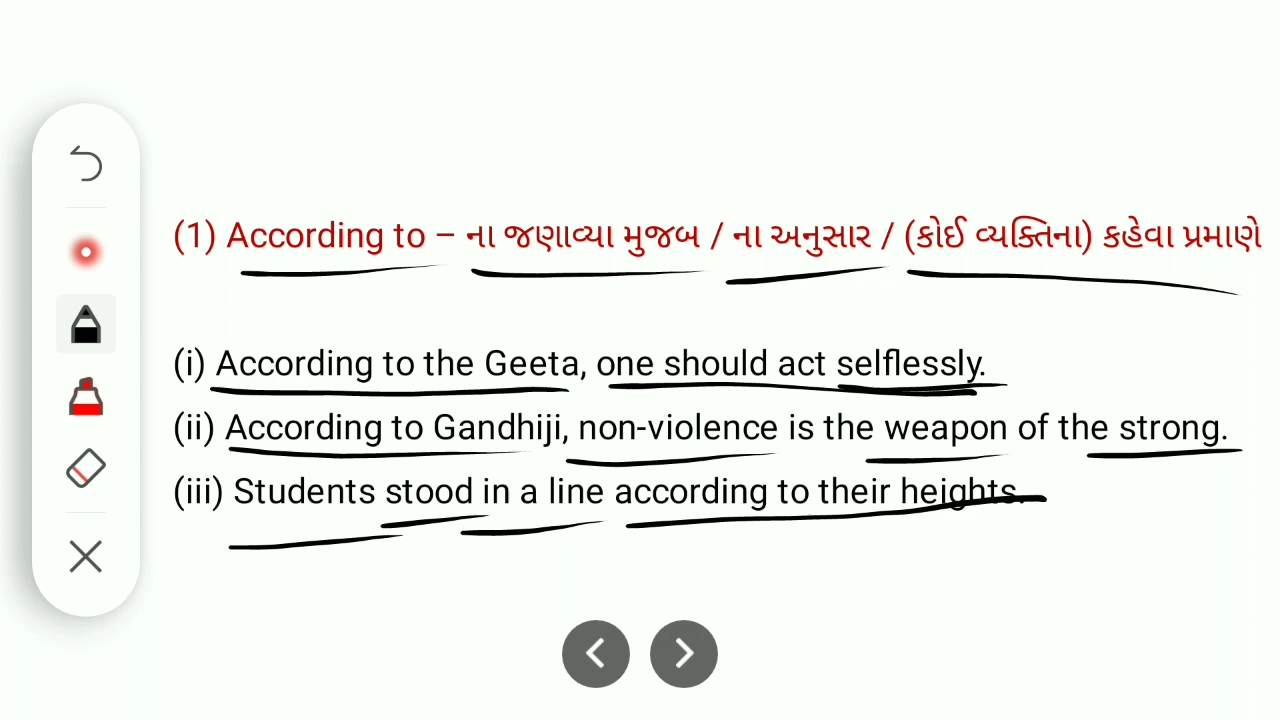 (1) According to – ના જણાવ્યા મુજબ / ના અનુસાર / (કોઈ વ્યક્તિના) કહેવા પ્રમાણે
(i) According to the Geeta, one should act selflessly.
(ii) According to Gandhiji, non-violence is the weapon of the strong.
(iii) Students stood in a line according to their heights.